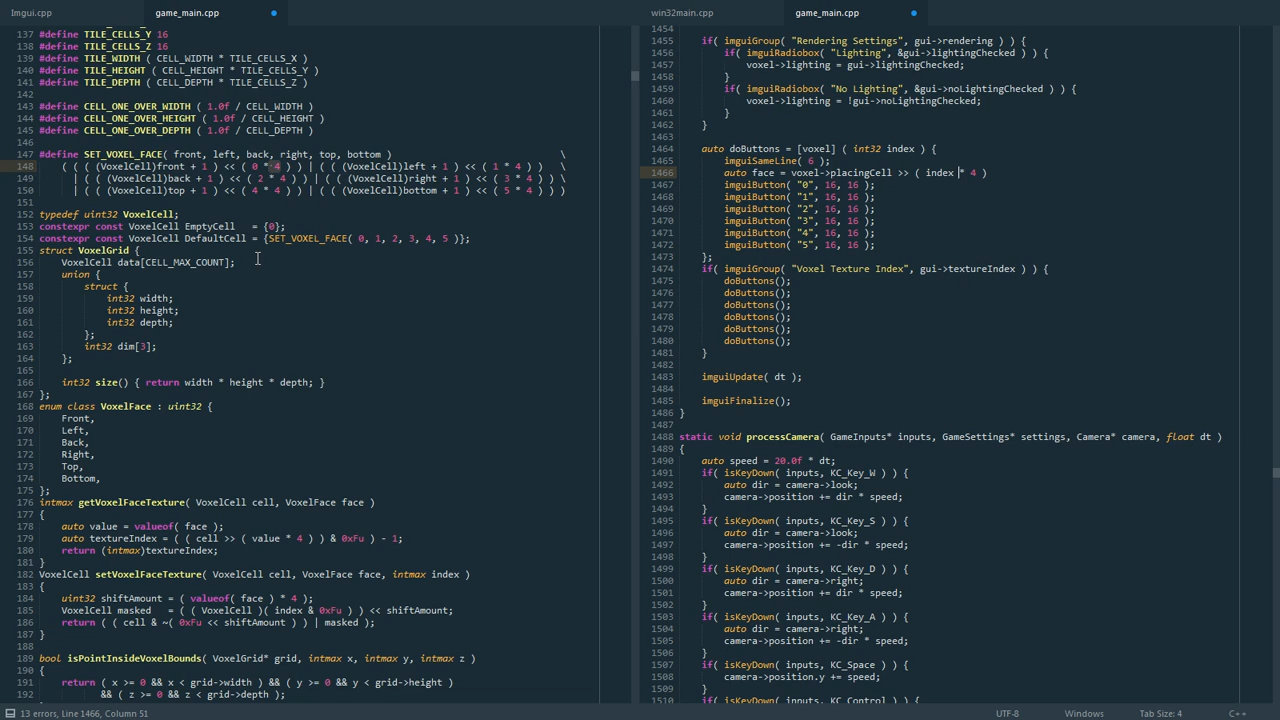 Imgui.cpp
game_main.cpp
137 #define TILE_CELLS_Y 16
138 #define TILE_CELLS_Z 16
139 #define TILE_WIDTH ( CELL_WIDTH * TILE_CELLS_X )
140 #define TILE_HEIGHT ( CELL_HEIGHT * TILE_CELLS_Y )
141 #define TILE_DEPTH ( CELL_DEPTH * TILE_CELLS_Z )
142
143 #define CELL_ONE_OVER_WIDTH ( 1.0f / CELL_WIDTH )
144 #define CELL_ONE_OVER_HEIGHT ( 1.0f / CELL_HEIGHT )
145 #define CELL_ONE_OVER_DEPTH ( 1.0f / CELL_DEPTH )
146
147 #define SET_VOXEL_FACE( front, left, back, right, top, bottom ) \
148 ( ( ( (VoxelCell)front + 1 ) << ( 0 * 4 ) ) | ( ( (VoxelCell)left + 1 ) << ( 1 * 4 ) ) \
149 | ( ( (VoxelCell)back + 1 ) << ( 2 * 4 ) ) | ( ( (VoxelCell)right + 1 ) << ( 3 * 4 ) ) \
150 | ( ( (VoxelCell)top + 1 ) << ( 4 * 4 ) ) | ( ( (VoxelCell)bottom + 1 ) << ( 5 * 4 ) ) )
151
152 typedef uint32 VoxelCell;
153 constexpr const VoxelCell EmptyCell = {0};
154 constexpr const VoxelCell DefaultCell = {SET_VOXEL_FACE( 0, 1, 2, 3, 4, 5 )};
155 struct VoxelGrid {
156 VoxelCell data[CELL_MAX_COUNT];
157 union {
158 struct {
159 int32 width;
160 int32 height;
161 int32 depth;
162 };
163 int32 dim[3];
164 };
165
166 int32 size() { return width * height * depth; }
167 };
168 enum class VoxelFace : uint32 {
169 Front,
170 Left,
171 Back,
172 Right,
173 Top,
174 Bottom,
175 };
176 intmax getVoxelFaceTexture( VoxelCell cell, VoxelFace face )
177 {
178 auto value = valueof( face );
179 auto textureIndex = ( ( cell >> ( value * 4 ) ) & 0xFu ) - 1;
180 return (intmax)textureIndex;
181 }
182 VoxelCell setVoxelFaceTexture( VoxelCell cell, VoxelFace face, intmax index )
183 {
184 uint32 shiftAmount = ( valueof( face ) * 4 );
185 VoxelCell masked = ( ( VoxelCell )( index & 0xFu ) ) << shiftAmount;
186 return ( ( cell & ~( 0xFu << shiftAmount ) ) | masked );
187 }
188
189 bool isPointInsideVoxelBounds( VoxelGrid* grid, intmax x, intmax y, intmax z )
190 {
191 return ( x >= 0 && x < grid->width ) && ( y >= 0 && y < grid->height )
192 && ( z >= 0 && z < grid->depth );
win32main.cpp
game_main.cpp
1454
1455 if( imguiGroup( "Rendering Settings", gui->rendering ) ) {
1456 if( imguiRadiobox( "Lighting", &gui->lightingChecked ) ) {
1457 voxel->lighting = gui->lightingChecked;
1458 }
1459 if( imguiRadiobox( "No Lighting", &gui->noLightingChecked ) ) {
1460 voxel->lighting = !gui->noLightingChecked;
1461 }
1462 }
1463
1464 auto doButtons = [voxel] ( int32 index ) {
1465 imguiSameLine( 6 );
1466 auto face = voxel->placingCell >> ( index * 4 )
1467 imguiButton( "0", 16, 16 );
1468 imguiButton( "1", 16, 16 );
1469 imguiButton( "2", 16, 16 );
1470 imguiButton( "3", 16, 16 );
1471 imguiButton( "4", 16, 16 );
1472 imguiButton( "5", 16, 16 );
1473 };
1474 if( imguiGroup( "Voxel Texture Index", gui->textureIndex ) ) {
1475 doButtons();
1476 doButtons();
1477 doButtons();
1478 doButtons();
1479 doButtons();
1480 doButtons();
1481 }
1482
1483 imguiUpdate( dt );
1484
1485 imguiFinalize();
1486 }
1487
1488 static void processCamera( GameInputs* inputs, GameSettings* settings, Camera* camera, float dt )
1489 {
1490 auto speed = 20.0f * dt;
1491 if( isKeyDown( inputs, KC_Key_W ) ) {
1492 auto dir = camera->look;
1493 camera->position += dir * speed;
1494 }
1495 if( isKeyDown( inputs, KC_Key_S ) ) {
1496 auto dir = camera->look;
1497 camera->position += -dir * speed;
1498 }
1499 if( isKeyDown( inputs, KC_Key_D ) ) {
1500 auto dir = camera->right;
1501 camera->position += dir * speed;
1502 }
1503 if( isKeyDown( inputs, KC_Key_A ) ) {
1504 auto dir = camera->right;
1505 camera->position += -dir * speed;
1506 }
1507 if( isKeyDown( inputs, KC_Space ) ) {
1508 camera->position.y += speed;
1509 }
1510 if( isKeyDown( inputs, KC_Control ) ) {
13 errors, Line 1466, Column 51
UTF-8
Windows
Tab Size: 4
C++